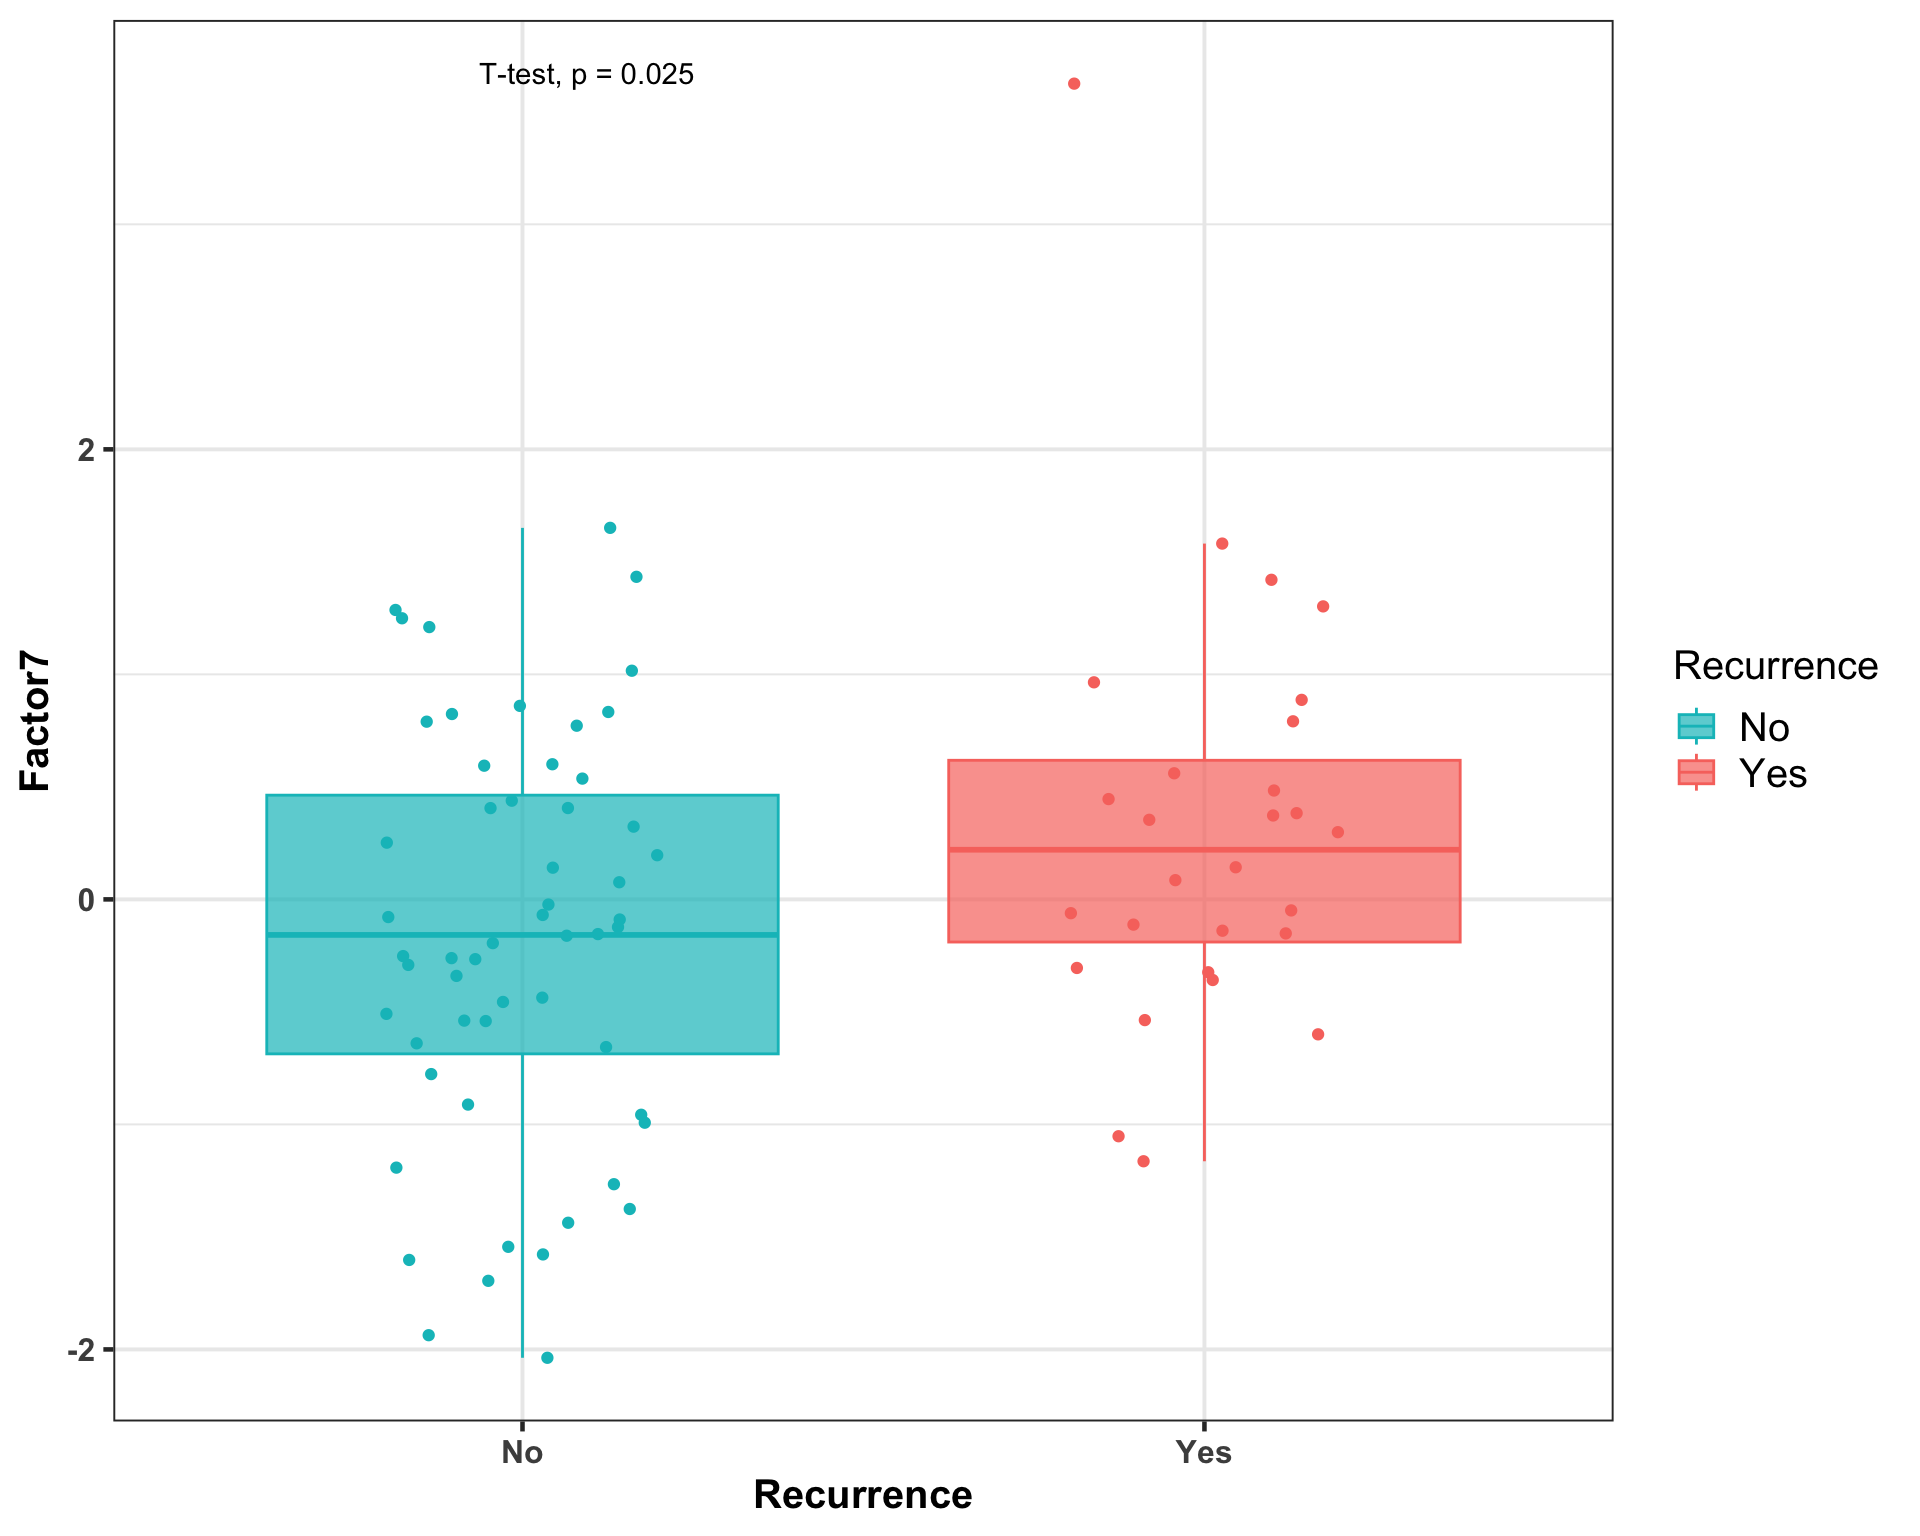 T-test, p = 0.025
2
0
-2
Factor7
No
Yes
Recurrence
Recurrence
No
Yes